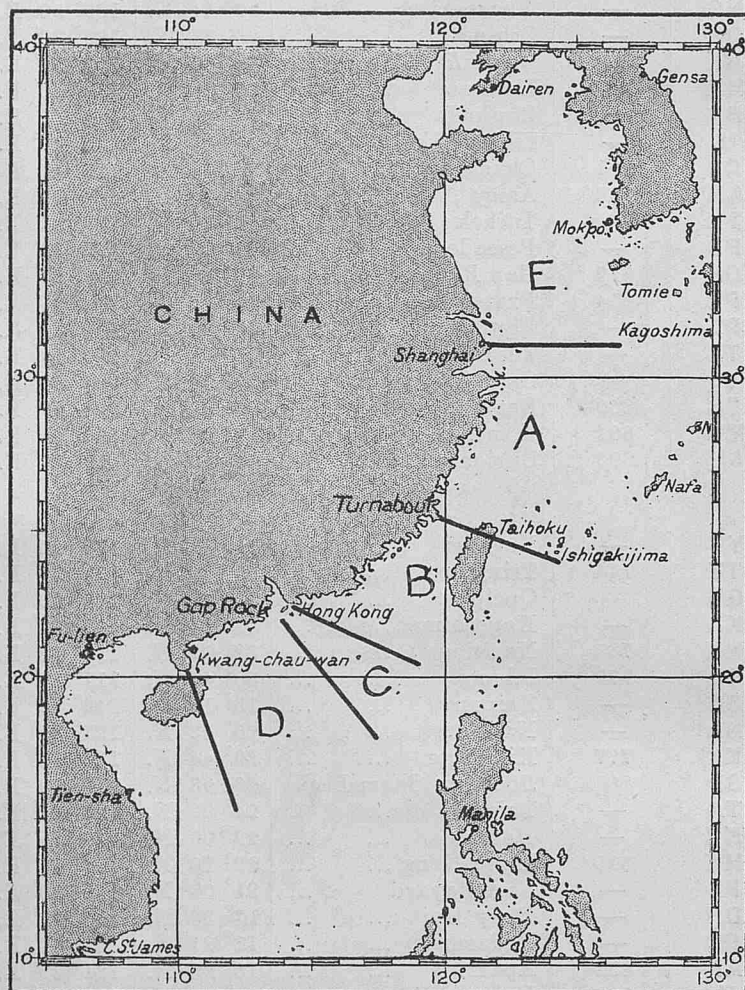 110°
120°
130°
40°
40°
Dairen
Gensa
Mokpo
E.
Tomie
CHINA
Kagoshima
Shanghai
30°
30°
A.
N
Nafa
Turnabout
Taihoku
Ishigakijima
B.
Gap Rock
Hong Kong
Fu-lien
Kwang-chau-wan
C.
20°
20°
D.
Tien-sha
Manila
C. St. James
10°
10°
110°
120°
130°